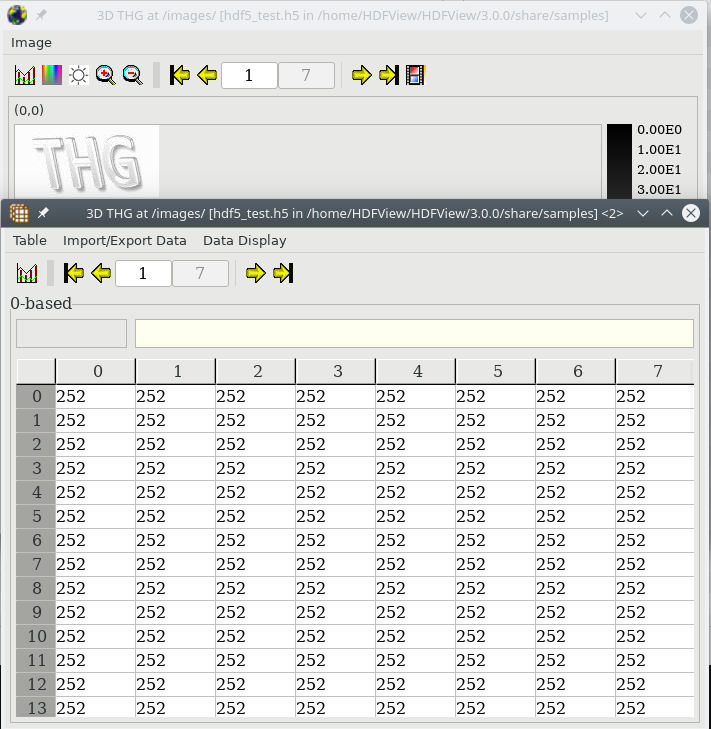 3D THG at /images/ [hdf5_test.h5 in /home/HDFView/HDFView/3.0.0/share/samples]
Image
1 7
(0,0)
THG
0.00E0
1.00E1
2.00E1
3.00E1
3D THG at /images/ [hdf5_test.h5 in /home/HDFView/HDFView/3.0.0/share/samples] <2>
Table Import/Export Data Data Display
1 7
0-based
0 1 2 3 4 5 6 7
0 252 252 252 252 252 252 252 252
1 252 252 252 252 252 252 252 252
2 252 252 252 252 252 252 252 252
3 252 252 252 252 252 252 252 252
4 252 252 252 252 252 252 252 252
5 252 252 252 252 252 252 252 252
6 252 252 252 252 252 252 252 252
7 252 252 252 252 252 252 252 252
8 252 252 252 252 252 252 252 252
9 252 252 252 252 252 252 252 252
10 252 252 252 252 252 252 252 252
11 252 252 252 252 252 252 252 252
12 252 252 252 252 252 252 252 252
13 252 252 252 252 252 252 252 252